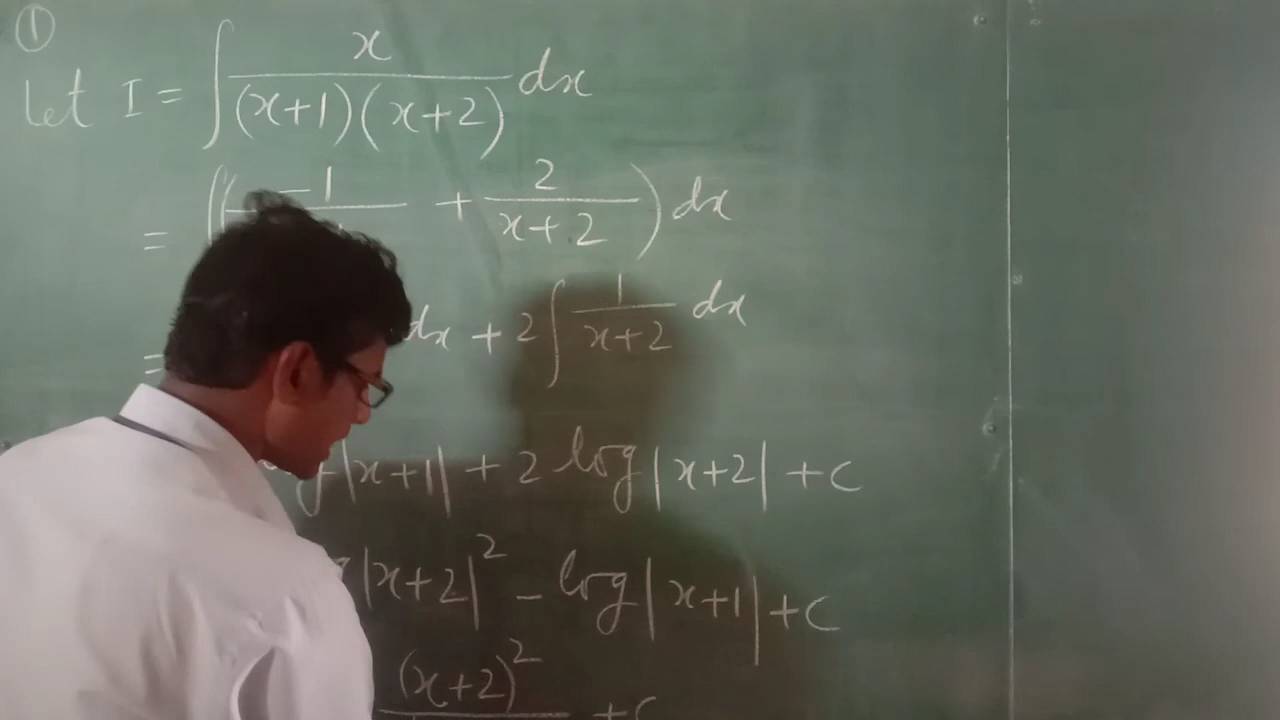 ①
Let I = ∫ x/((x+1)(x+2)) dx
= ∫( -1/ + 2/(x+2) ) dx
= dx + 2 ∫ 1/(x+2) dx
|x+1| + 2 log |x+2| + C
|x+2|² - log |x+1| + C
(x+2)² + C